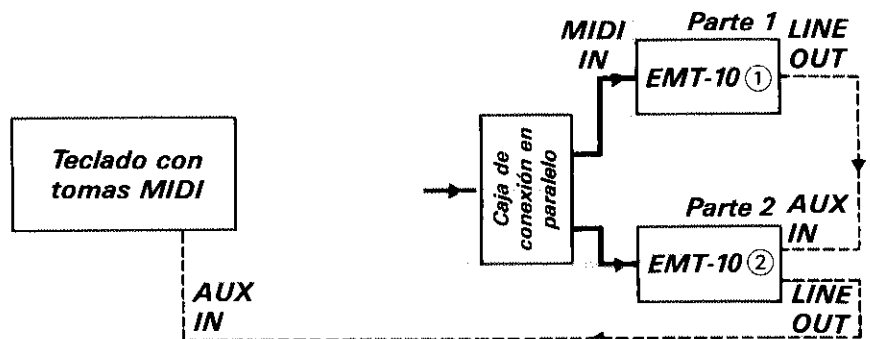 Teclado con
tomas MIDI
AUX
IN
Caja de
conexión en
paralelo
MIDI
IN
Parte 1
EMT-10 ①
LINE
OUT
Parte 2
EMT-10 ②
AUX
IN
LINE
OUT